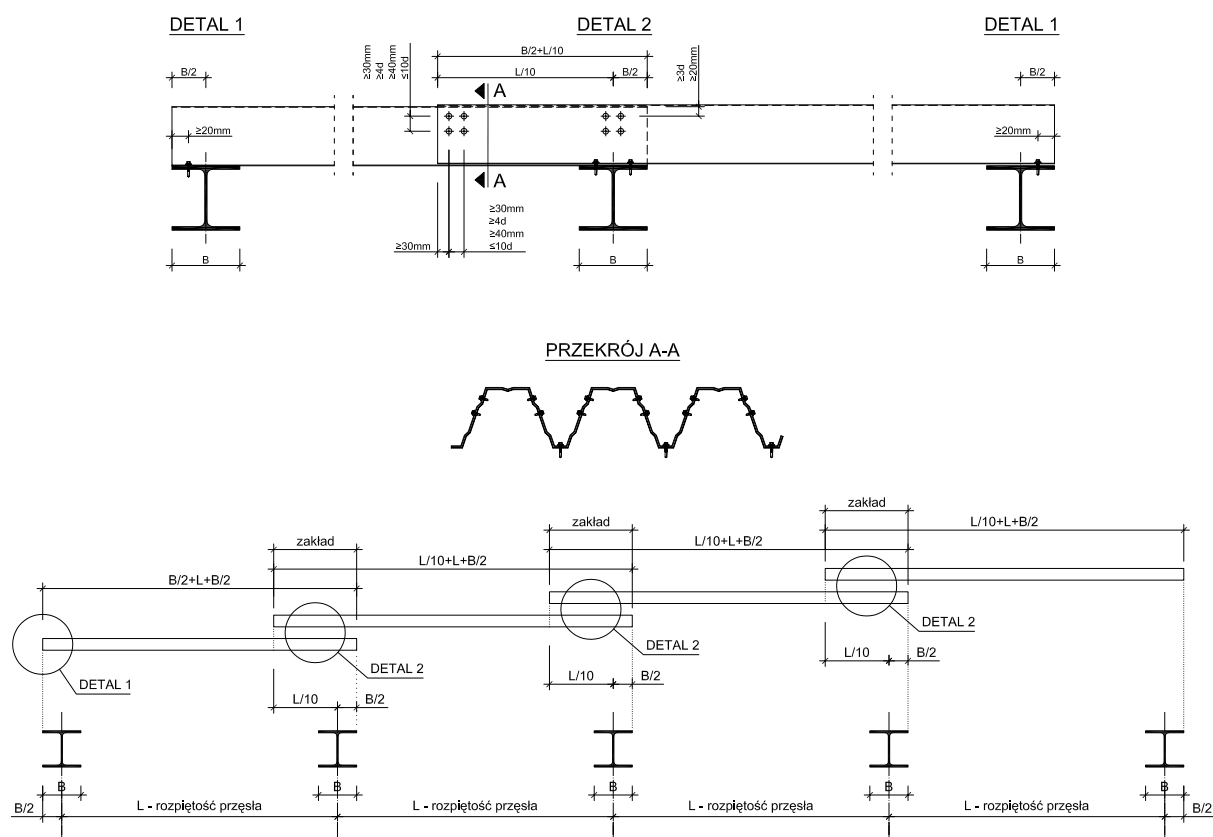 DETAL 1
DETAL 2
DETAL 1
B/2+L/10
B/2
L/10
B/2
B/2
≥30mm
≥4d
≥40mm
≤10d
≥3d
≥20mm
A
≥20mm
≥20mm
A
≥30mm
≥4d
≥40mm
≤10d
≥30mm
B
B
B
PRZEKRÓJ A-A
zakład
L/10+L+B/2
zakład
L/10+L+B/2
zakład
L/10+L+B/2
B/2+L+B/2
DETAL 2
DETAL 2
DETAL 2
DETAL 1
L/10
B/2
L/10
B/2
L/10
B/2
B
B
B
B
B
B/2
L - rozpiętość przęsła
L - rozpiętość przęsła
L - rozpiętość przęsła
L - rozpiętość przęsła
B/2